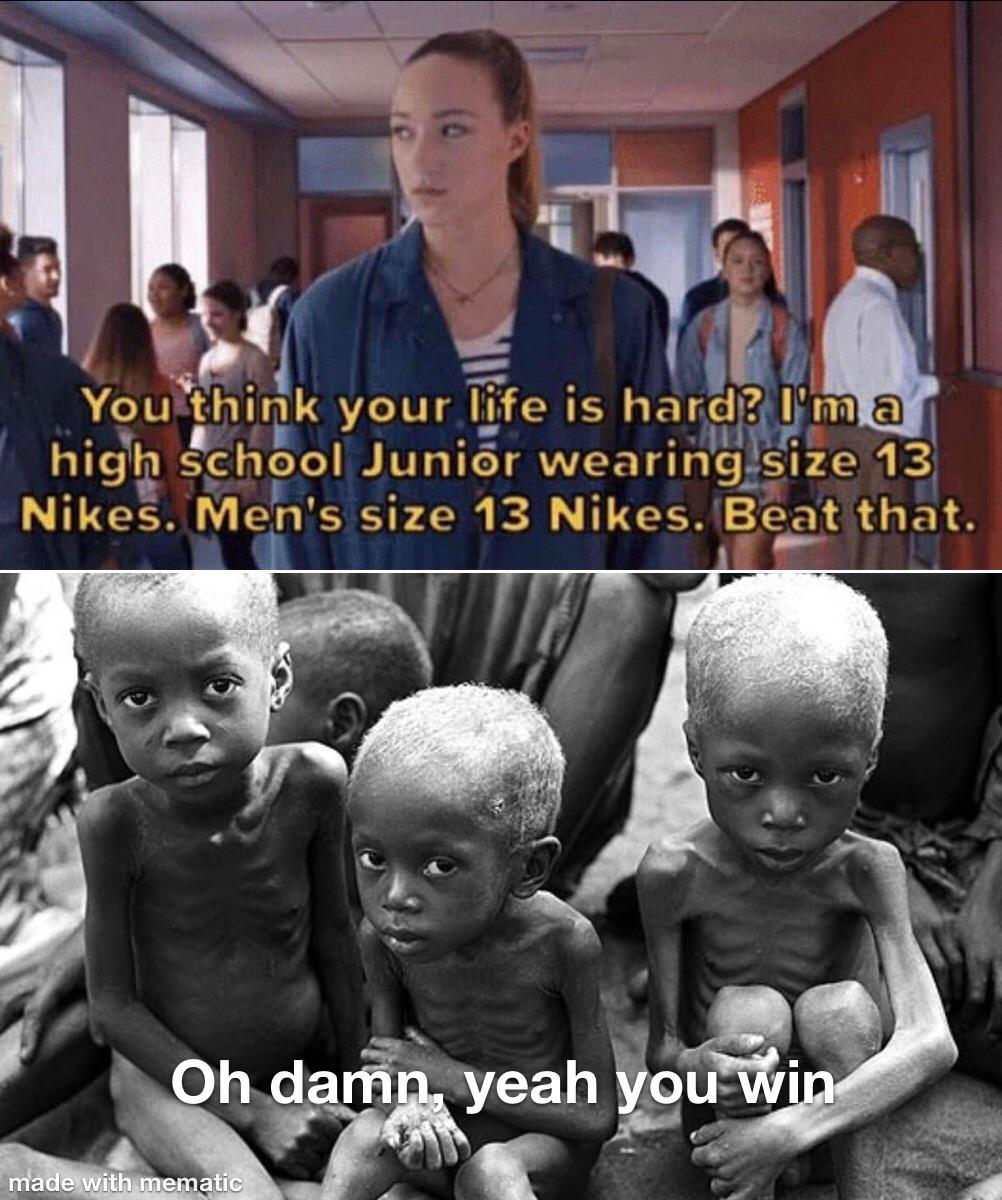 You think your life is hard? I'm a
high school Junior wearing size 13
Nikes. Men's size 13 Nikes. Beat that.
Oh damn, yeah you win
made with mematic